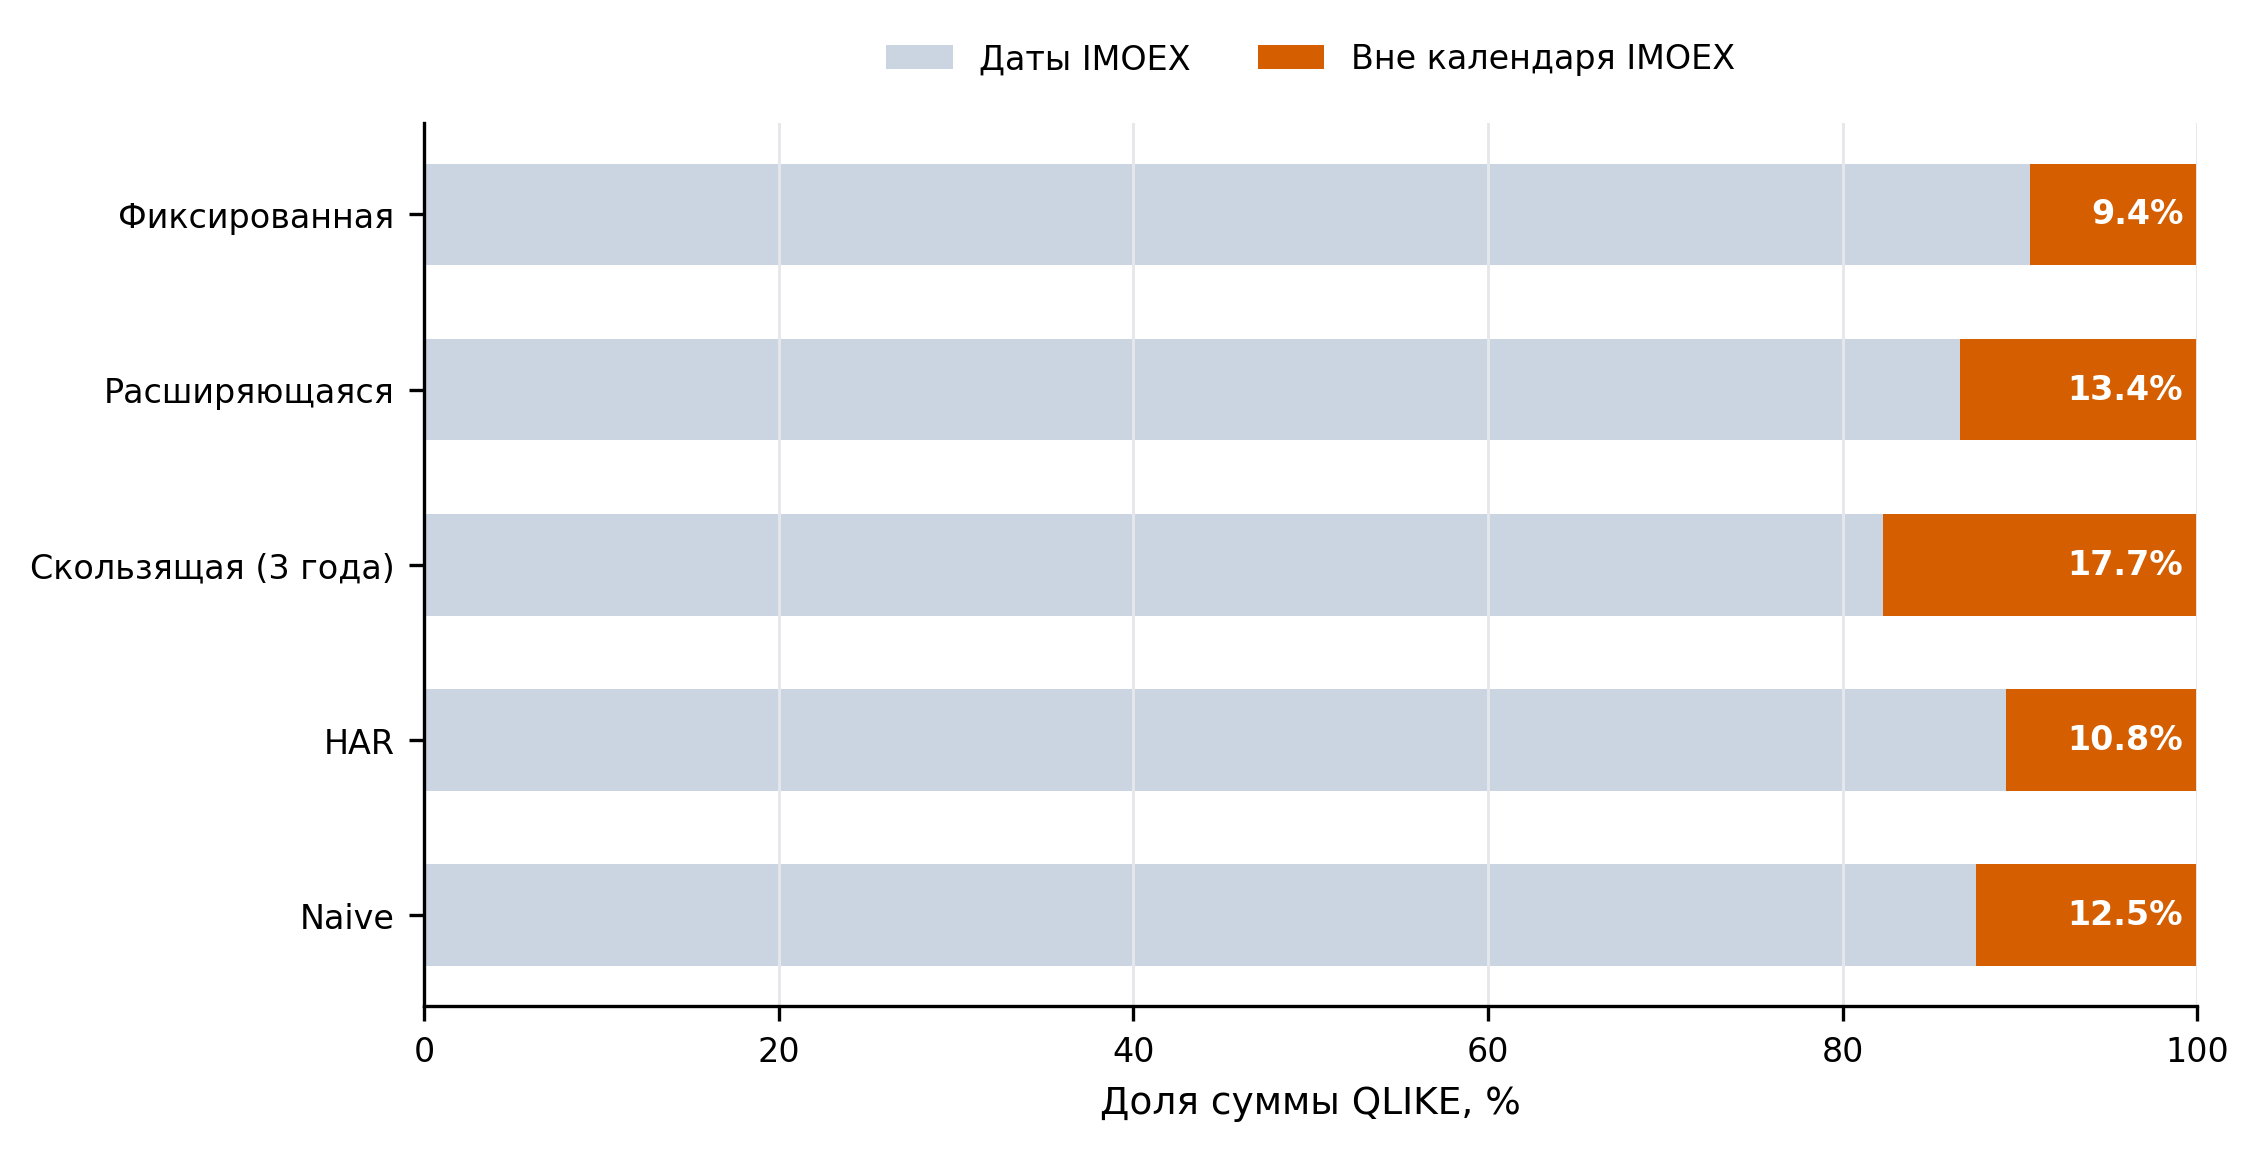 Даты IMOEX Вне календаря IMOEX
Фиксированная 9.4%
Расширяющаяся 13.4%
Скользящая (3 года) 17.7%
HAR 10.8%
Naive 12.5%
0 20 40 60 80 100
Доля суммы QLIKE, %